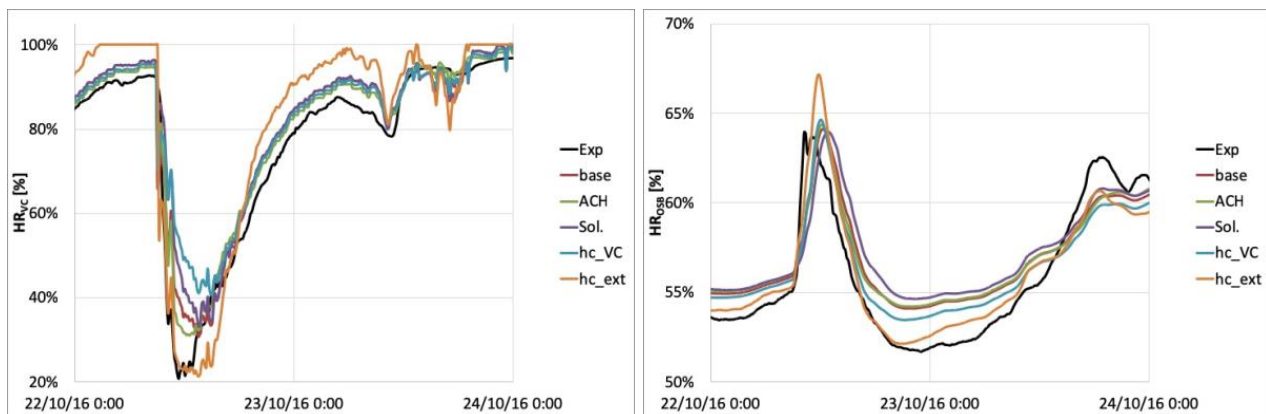 100%
80%
60%
40%
20%
HR_VC [%]
22/10/16 0:00
23/10/16 0:00
24/10/16 0:00
Exp
base
ACH
Sol.
hc_VC
hc_ext
70%
65%
60%
55%
50%
HR_OSB [%]
22/10/16 0:00
23/10/16 0:00
24/10/16 0:00
Exp
base
ACH
Sol.
hc_VC
hc_ext